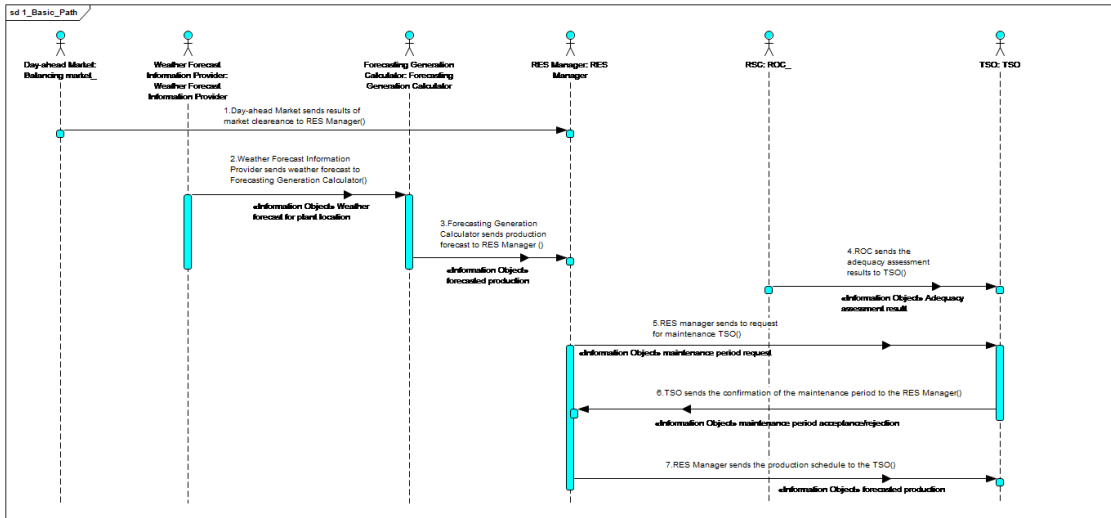 sd 1_Basic_Path
Day-ahead Market:
Balancing market_
Weather Forecast
Information Provider:
Weather Forecast
Information Provider
Forecasting Generation
Calculator: Forecasting
Generation Calculator
RES Manager: RES
Manager
RSC: ROC_
TSO: TSO
1.Day-ahead Market sends results of
market cleareance to RES Manager()
2.Weather Forecast Information
Provider sends weather forecast to
Forecasting Generation Calculator()
«Information Object» Weather
forecast for plant location
3.Forecasting Generation
Calculator sends production
forecast to RES Manager ()
«Information Object»
forecasted production
4.ROC sends the
adequacy assessment
results to TSO()
«Information Object» Adequacy
assessment result
5.RES manager sends to request
for maintenance TSO()
«Information Object» maintenance period request
6.TSO sends the confirmation of the maintenance period to the RES Manager()
«Information Object» maintenance period acceptance/rejection
7.RES Manager sends the production schedule to the TSO()
«Information Object» forecasted production